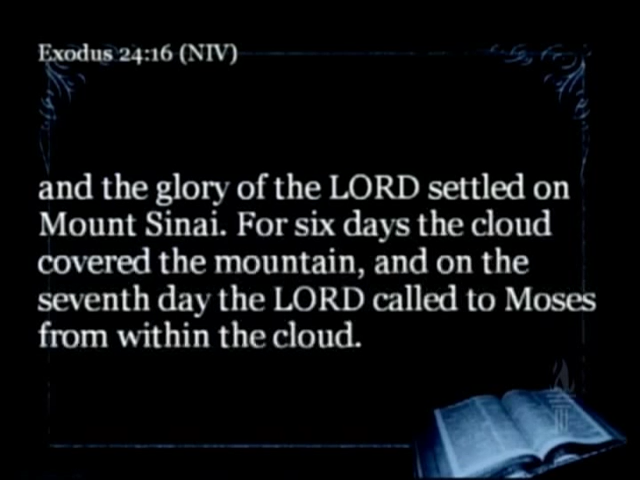 Exodus 24:16 (NIV)
and the glory of the LORD settled on
Mount Sinai. For six days the cloud
covered the mountain, and on the
seventh day the LORD called to Moses
from within the cloud.